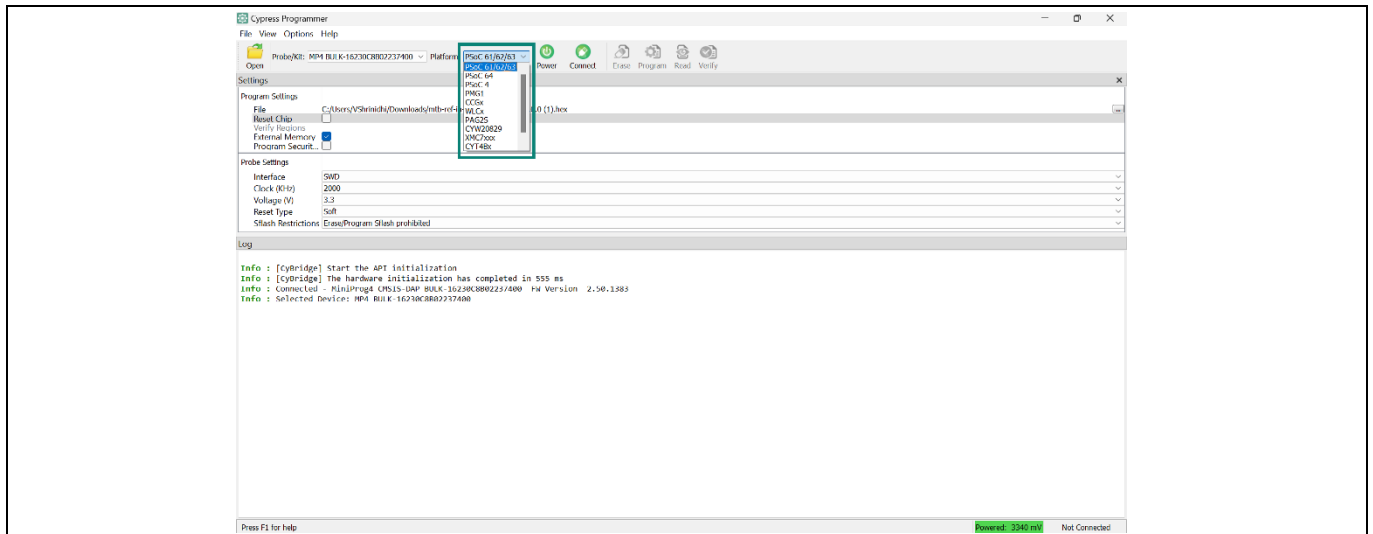 Cypress Programmer
File View Options Help
Open
Probe/Kit: MP4 BULK-16230C8B02237400
Platform
PSoC 61/62/63
Power Connect Erase Program Read Verify
PSoC 61/62/63
PSoC 64
PSoC 4
PMG1
CCGx
WLCx
PAG2S
CYW20829
XMC7xxx
CYT4Bx
Settings
Program Settings
File C:/Users/VShrinidhi/Downloads/mtb-ref- .0 (1).hex
Reset Chip
Verify Regions
External Memory
Program Securit...
Probe Settings
Interface SWD
Clock (KHz) 2000
Voltage (V) 3.3
Reset Type Soft
Sflash Restrictions Erase/Program Sflash prohibited
Log
Info : [CyBridge] Start the API initialization
Info : [CyBridge] The hardware initialization has completed in 555 ms
Info : Connected - MiniProg4 CMSIS-DAP BULK-16230C8B02237400 FW Version 2.50.1383
Info : Selected Device: MP4 BULK-16230C8B02237400
Press F1 for help
Powered: 3340 mV Not Connected